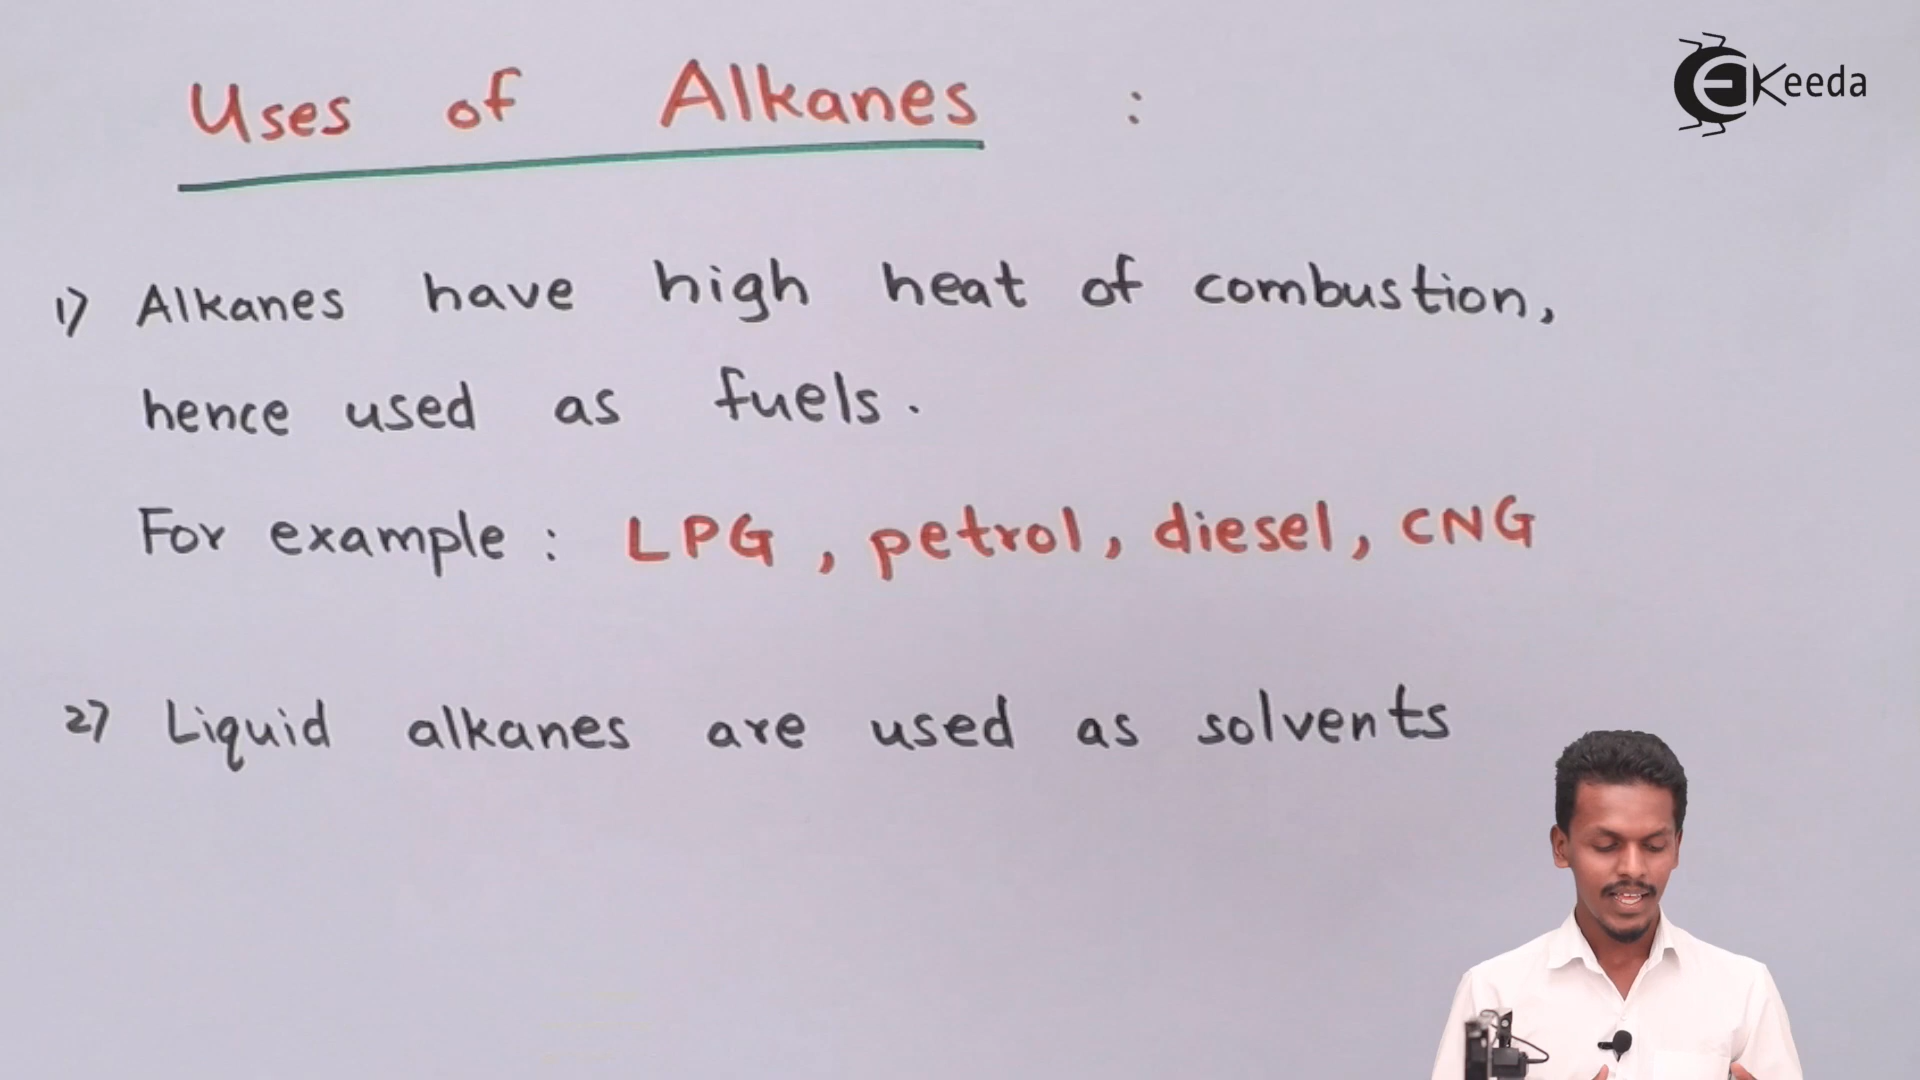 Uses of Alkanes :
EKeeda
1) Alkanes have high heat of combustion,
hence used as fuels.
For example : LPG, petrol, diesel, CNG
2) Liquid alkanes are used as solvents